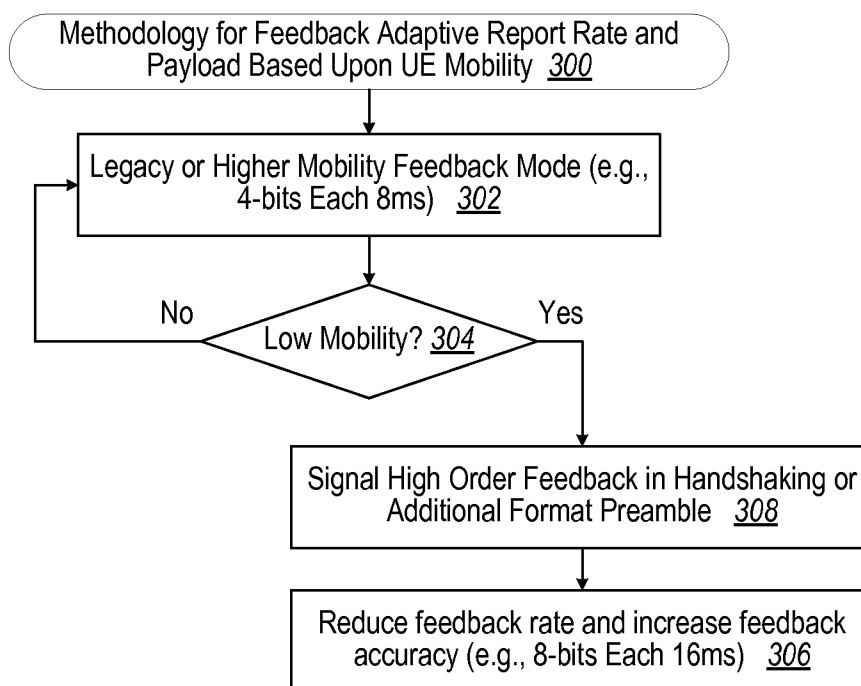 Methodology for Feedback Adaptive Report Rate and
Payload Based Upon UE Mobility 300
Legacy or Higher Mobility Feedback Mode (e.g.,
4-bits Each 8ms) 302
No
Low Mobility? 304
Yes
Signal High Order Feedback in Handshaking or
Additional Format Preamble 308
Reduce feedback rate and increase feedback
accuracy (e.g., 8-bits Each 16ms) 306